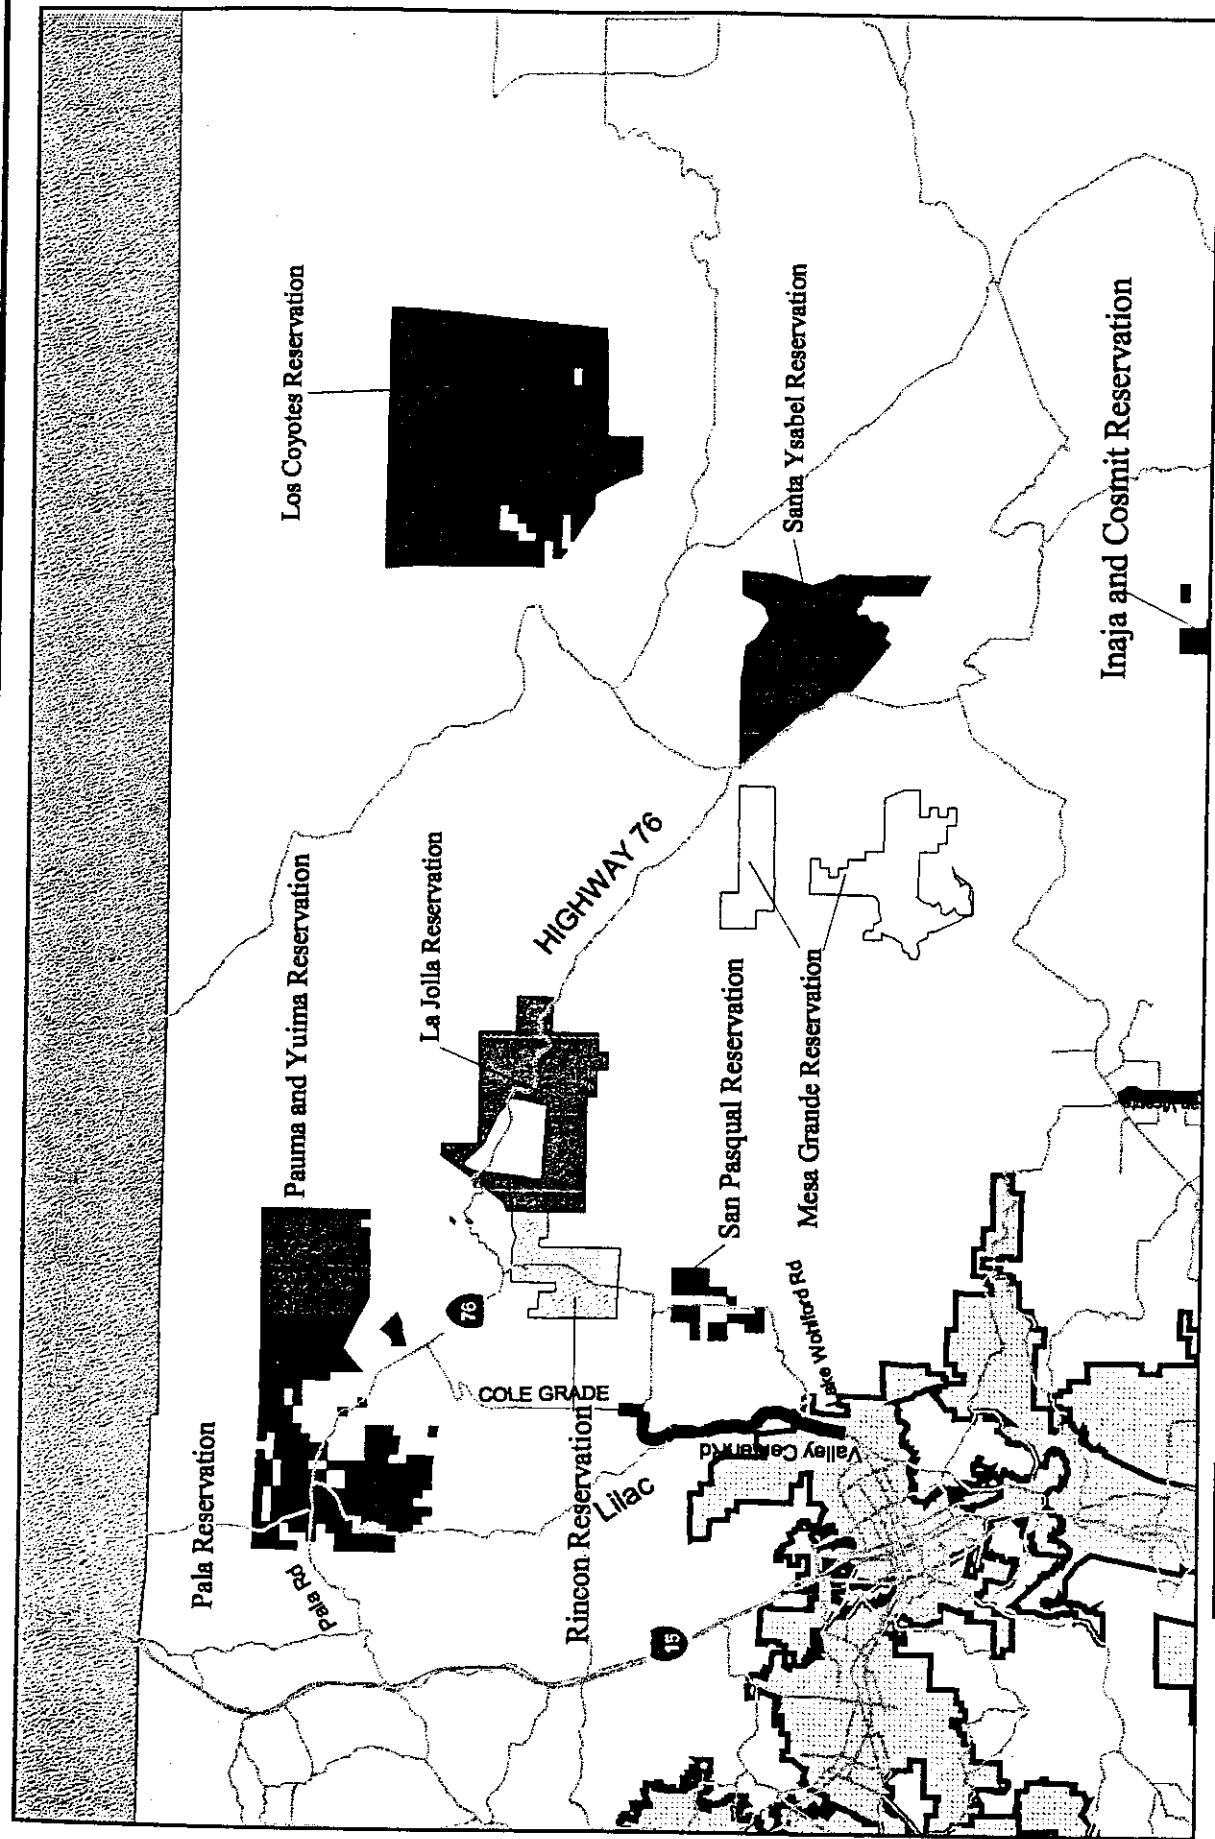 Los Coyotes Reservation
Pauma and Yuima Reservation
Pala Reservation
La Jolla Reservation
HIGHWAY 76
76
Pala Rd
COLE GRADE
Rincon Reservation
Lilac
15
San Pasqual Reservation
Santa Ysabel Reservation
Mesa Grande Reservation
Lake Wohlford Rd
Valley Center Rd
Inaja and Cosmit Reservation